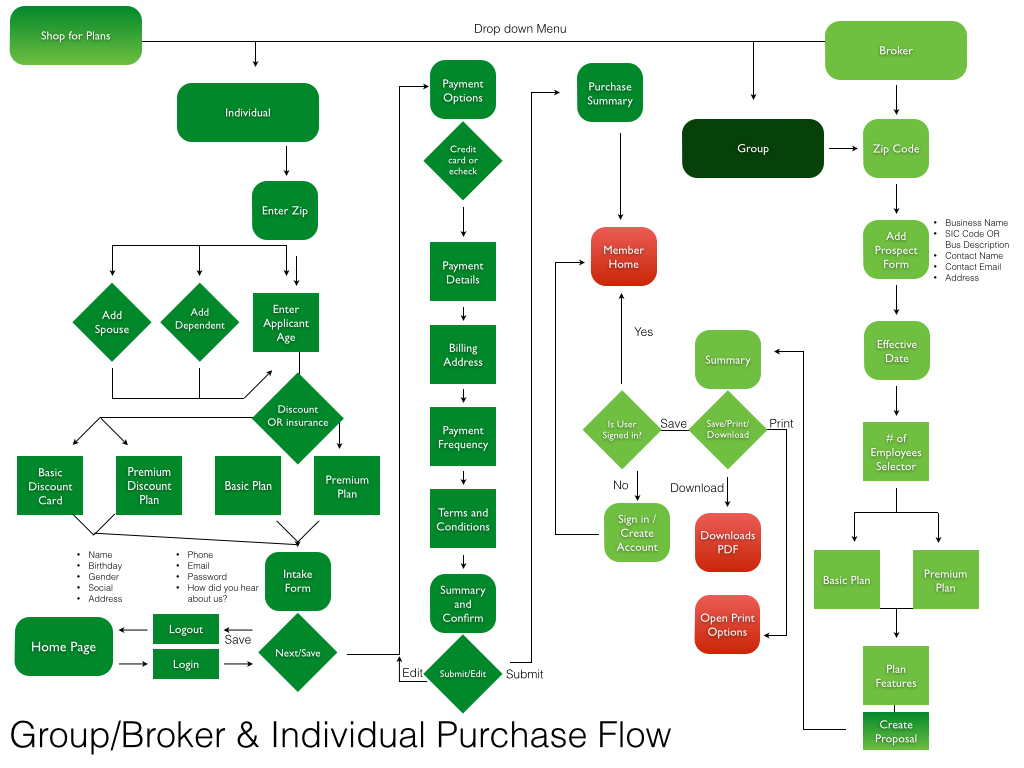 Drop down Menu
Shop for Plans
Broker
Individual
Payment
Options
Purchase
Summary
Group
Zip Code
Credit
card or
echeck
Enter Zip
Add
Prospect
Form
• Business Name
• SIC Code OR
Bus Description
• Contact Name
• Contact Email
• Address
Member
Home
Payment
Details
Add
Spouse
Add
Dependent
Enter
Applicant
Age
Effective
Date
Yes
Billing
Address
Summary
Discount
OR insurance
Payment
Frequency
Is User
Signed in?
Save
Save/Print/
Download
Print
# of
Employees
Selector
Basic
Discount
Card
Premium
Discount
Plan
Basic Plan
Premium
Plan
No
Download
Terms and
Conditions
Sign in /
Create
Account
Downloads
PDF
• Name
• Birthday
• Gender
• Social
• Address
• Phone
• Email
• Password
• How did you hear
about us?
Intake
Form
Basic Plan
Premium
Plan
Summary
and
Confirm
Open Print
Options
Home Page
Logout
Save
Login
Next/Save
Edit
Submit/Edit
Submit
Plan
Features
Create
Proposal
Group/Broker & Individual Purchase Flow